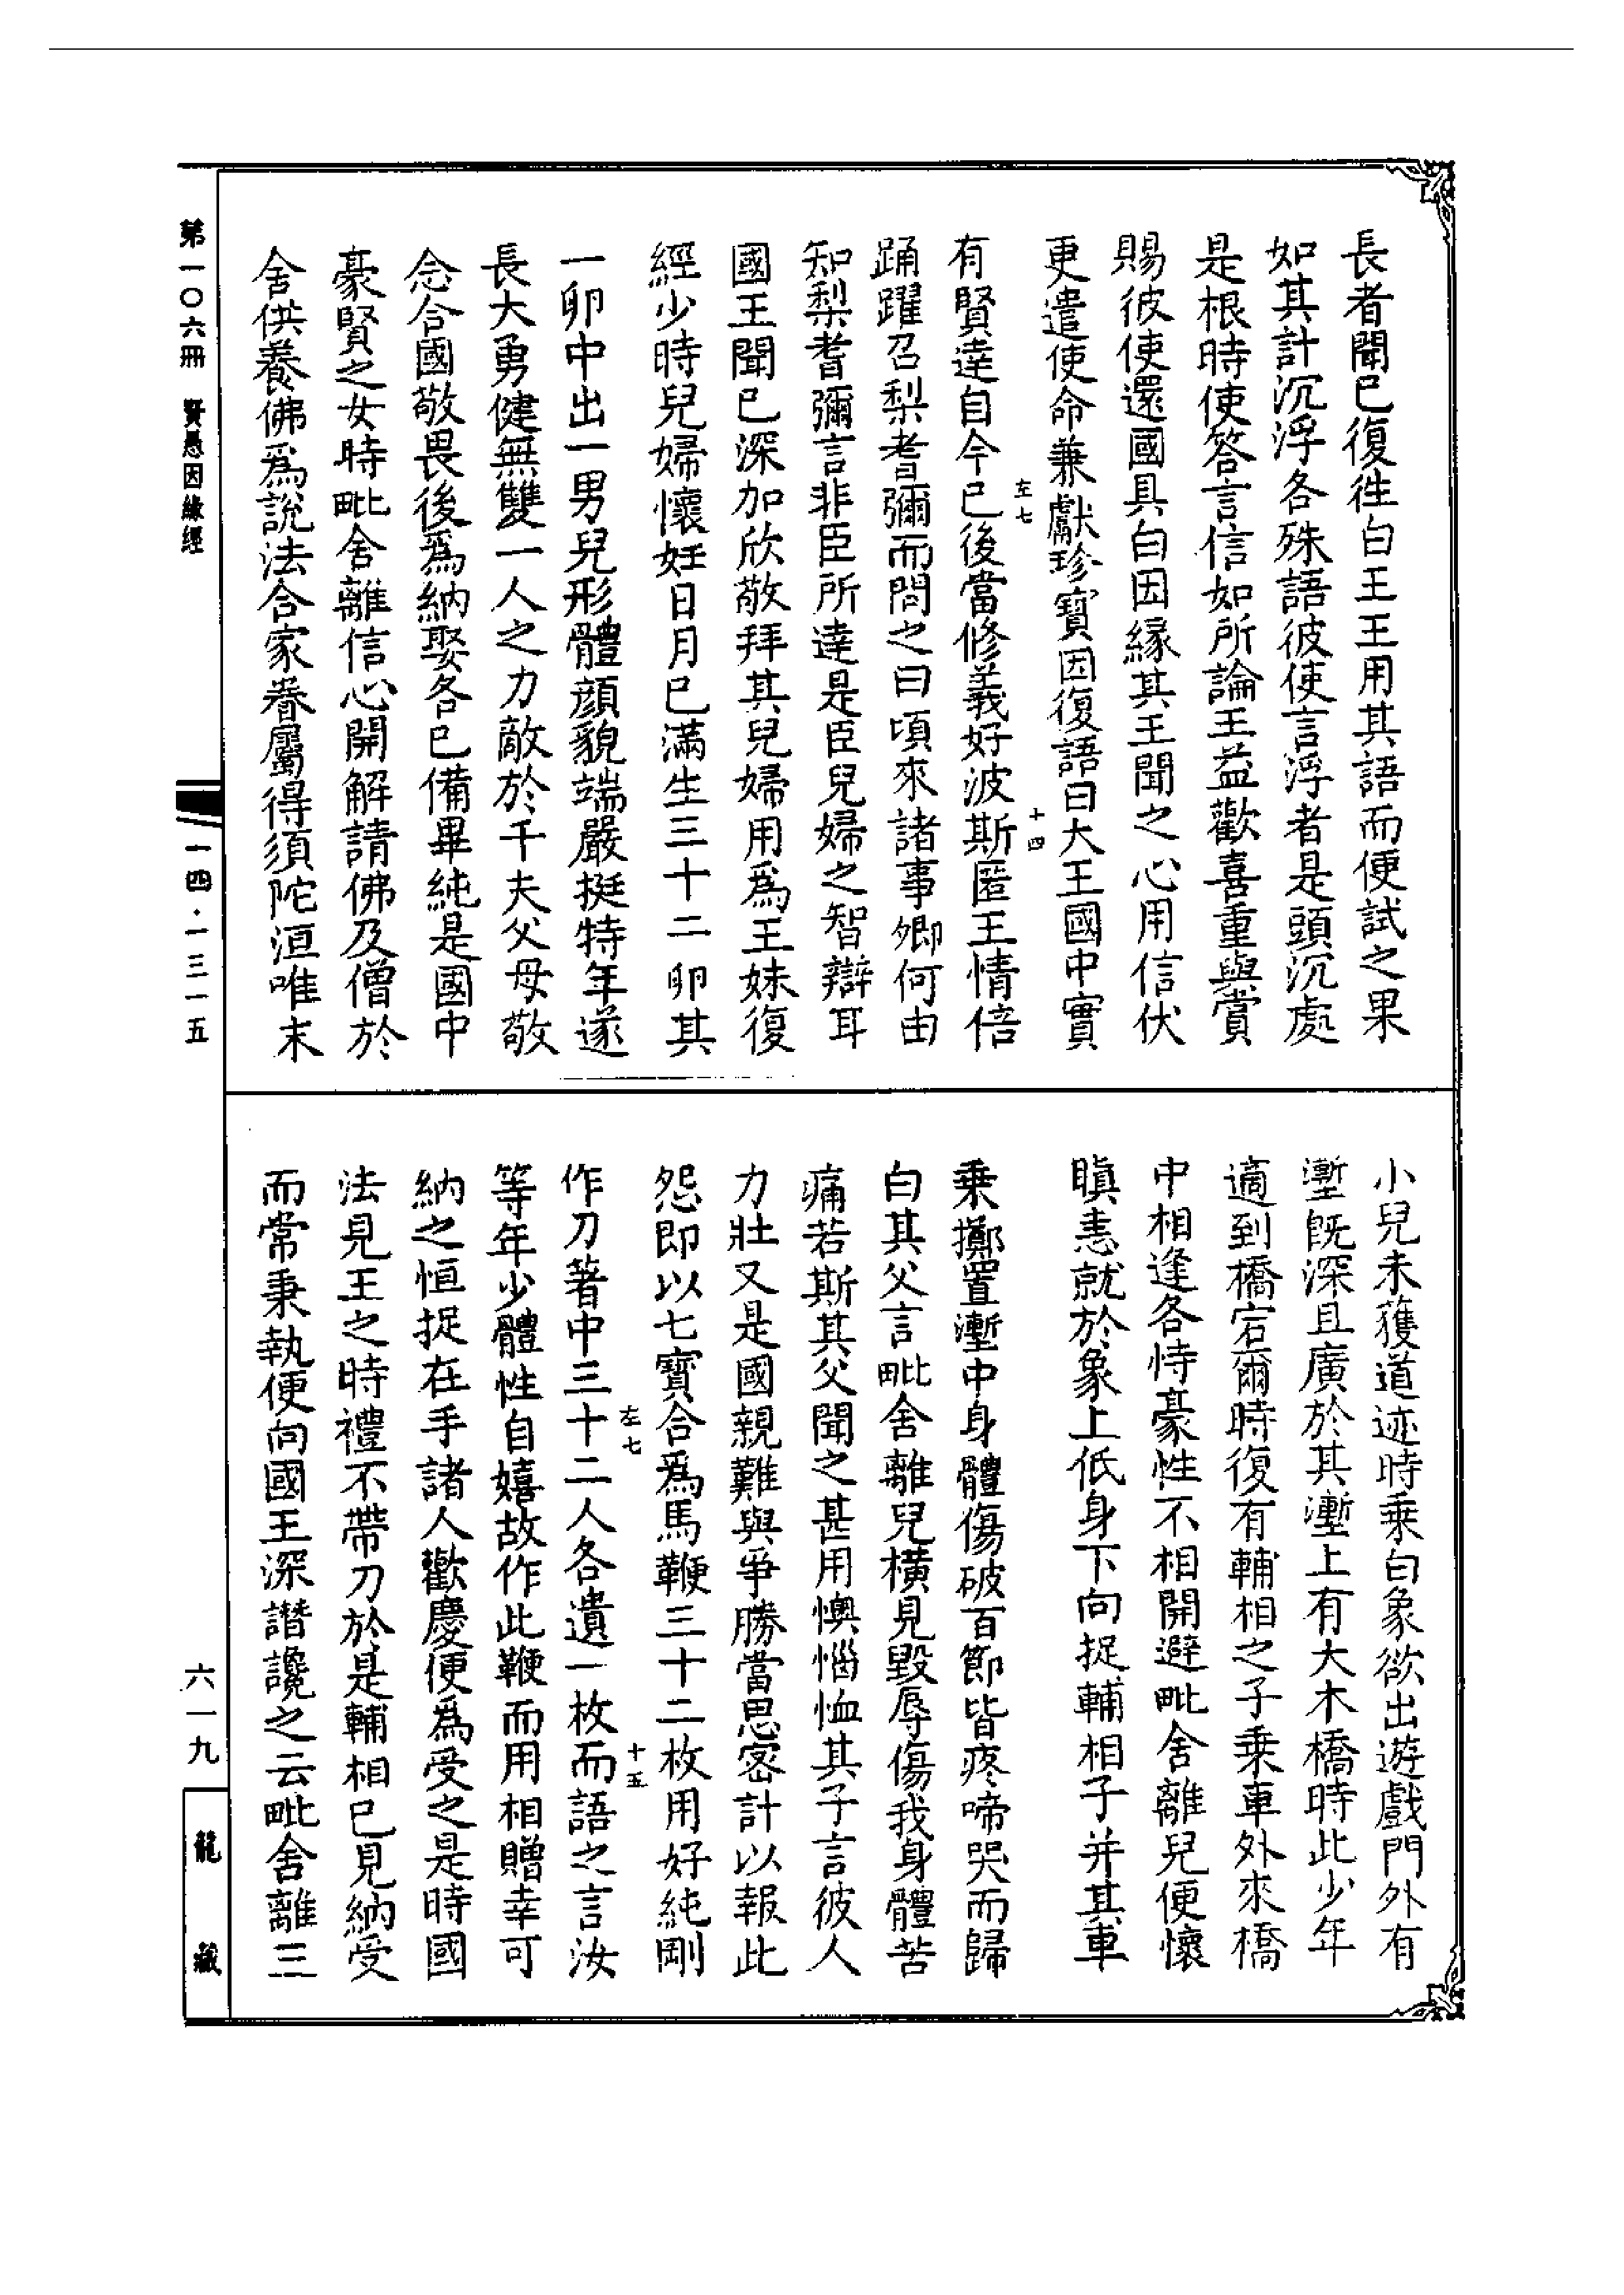 長者聞已復徃白王王用其語而便試之果
如其計沉浮各殊語彼使言浮者是頭沉處
是根時使答言信如所論王益歡喜重與賞
賜彼使還國具白因緣其王聞之心用信伏
更遣使命兼獻珍寶因復語曰大王國中實
左七
十四
有賢達自今已後當修義好波斯匿王情倍
踊躍召梨耆彌而問之曰頃來諸事卿何由
知梨耆彌言非臣所達是臣兒婦之智辯耳
國王聞已深加欣敬拜其兒婦用爲王妹復
經少時兒婦懷妊日月已滿生三十二卵其
一卵中出一男兒形體顏貌端嚴挺特年遂
長大勇健無雙一人之力敵於千夫父母敬
念合國敬畏後爲納娶各已備畢純是國中
豪賢之女時毗舍離信心開解請佛及僧於
舍供養佛爲説法合家眷屬得須陀洹唯末
小兒未獲道迹時乗白象欲出遊戲門外有
壍旣深且廣於其壍上有大木橋時此少年
適到橋宕爾時復有輔相之子乗車外來橋
中相逢各恃豪性不相開避毗舍離兒便懷
瞋恚就於象上低身下向捉輔相子并其車
乗擲置壍中身體傷破百節皆疼啼哭而歸
白其父言毗舍離兒橫見毀辱傷我身體苦
痛若斯其父聞之甚用懊惱恤其子言彼人
力壯又是國親難與爭勝當思密計以報此
怨即以七寶合爲馬鞭三十二枚用好純剛
左七
十五
作刀著中三十二人各遺一枚而語之言汝
等年少體性自嬉故作此鞭而用相贈幸可
納之恒捉在手諸人歡慶便爲受之是時國
法見王之時禮不帶刀於是輔相已見納受
而常秉執便向國王深譖讒之云毗舍離三
第一〇六冊　賢愚因緣經
一四·一三一五
六一九
龍藏